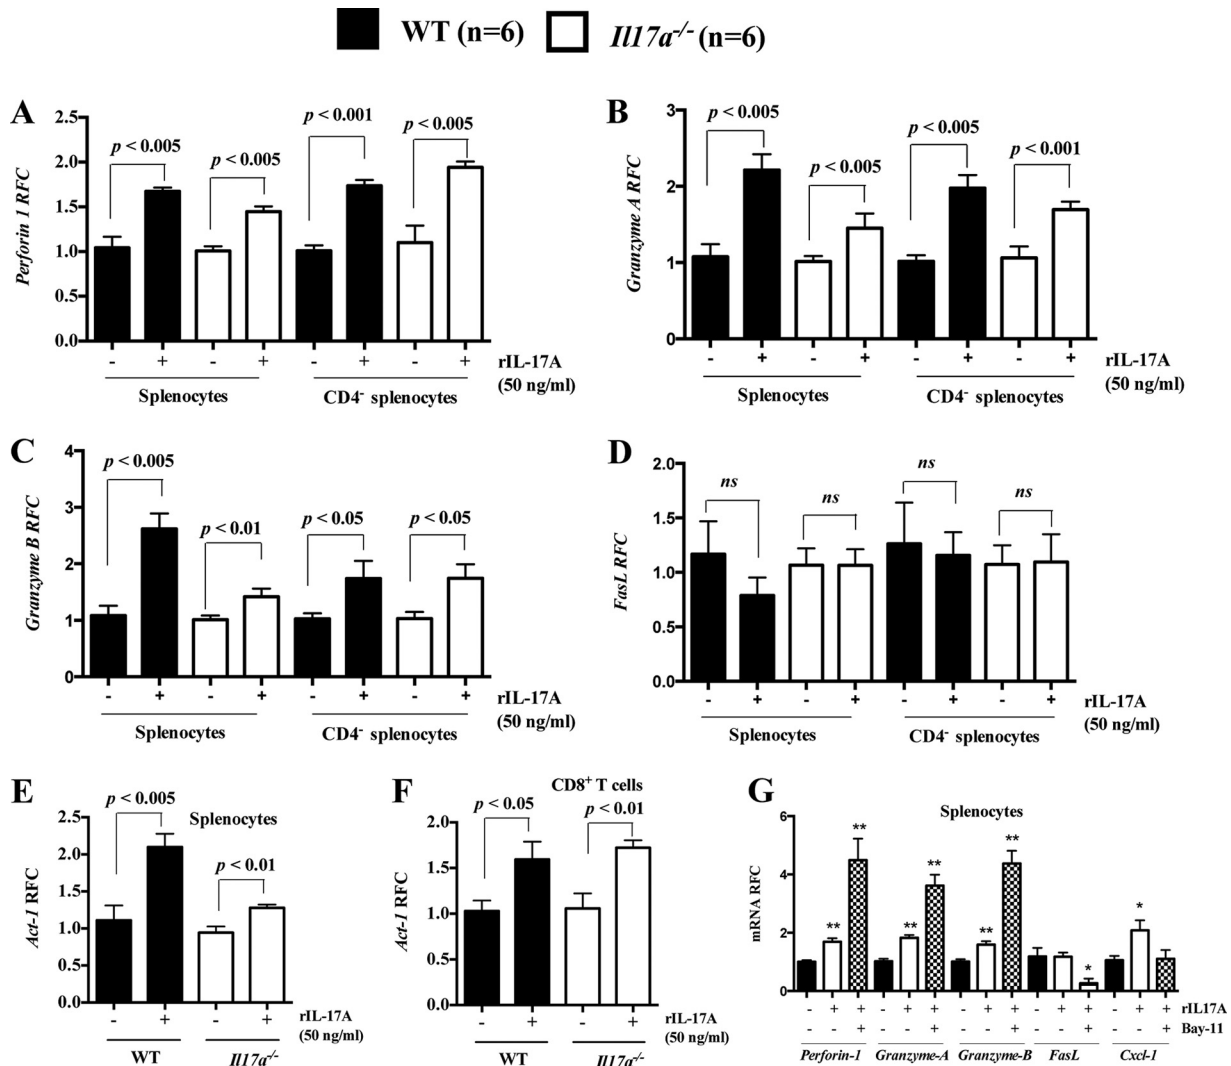 WT (n=6) Il17a-/- (n=6)
A
p < 0.005
p < 0.005
p < 0.001
p < 0.005
Perforin 1 RFC
2.5
2.0
1.5
1.0
0.5
0.0
- + - + - + - +
rIL-17A
(50 ng/ml)
Splenocytes
CD4- splenocytes
B
p < 0.005
p < 0.005
p < 0.005
p < 0.001
Granzyme A RFC
3
2
1
0
- + - + - + - +
rIL-17A
(50 ng/ml)
Splenocytes
CD4- splenocytes
C
p < 0.005
p < 0.01
p < 0.05
p < 0.05
Granzyme B RFC
4
3
2
1
0
- + - + - + - +
rIL-17A
(50 ng/ml)
Splenocytes
CD4- splenocytes
D
ns
ns
ns
ns
FasL RFC
2.0
1.5
1.0
0.5
0.0
- + - + - + - +
rIL-17A
(50 ng/ml)
Splenocytes
CD4- splenocytes
E
p < 0.005
Splenocytes
p < 0.01
Act-1 RFC
2.5
2.0
1.5
1.0
0.5
0.0
- + - +
rIL-17A
(50 ng/ml)
WT
Il17a-/-
F
CD8+ T cells
p < 0.05
p < 0.01
Act-1 RFC
2.0
1.5
1.0
0.5
0.0
- + - +
rIL-17A
(50 ng/ml)
WT
Il17a-/-
G
Splenocytes
mRNA RFC
6
4
2
0
** ** ** ** ** ** * *
- + + - + + - + + - + + - + + rIL17A
- - + - - + - - + - - + - - + Bay-11
Perforin-1 Granzyme-A Granzyme-B FasL Cxcl-1